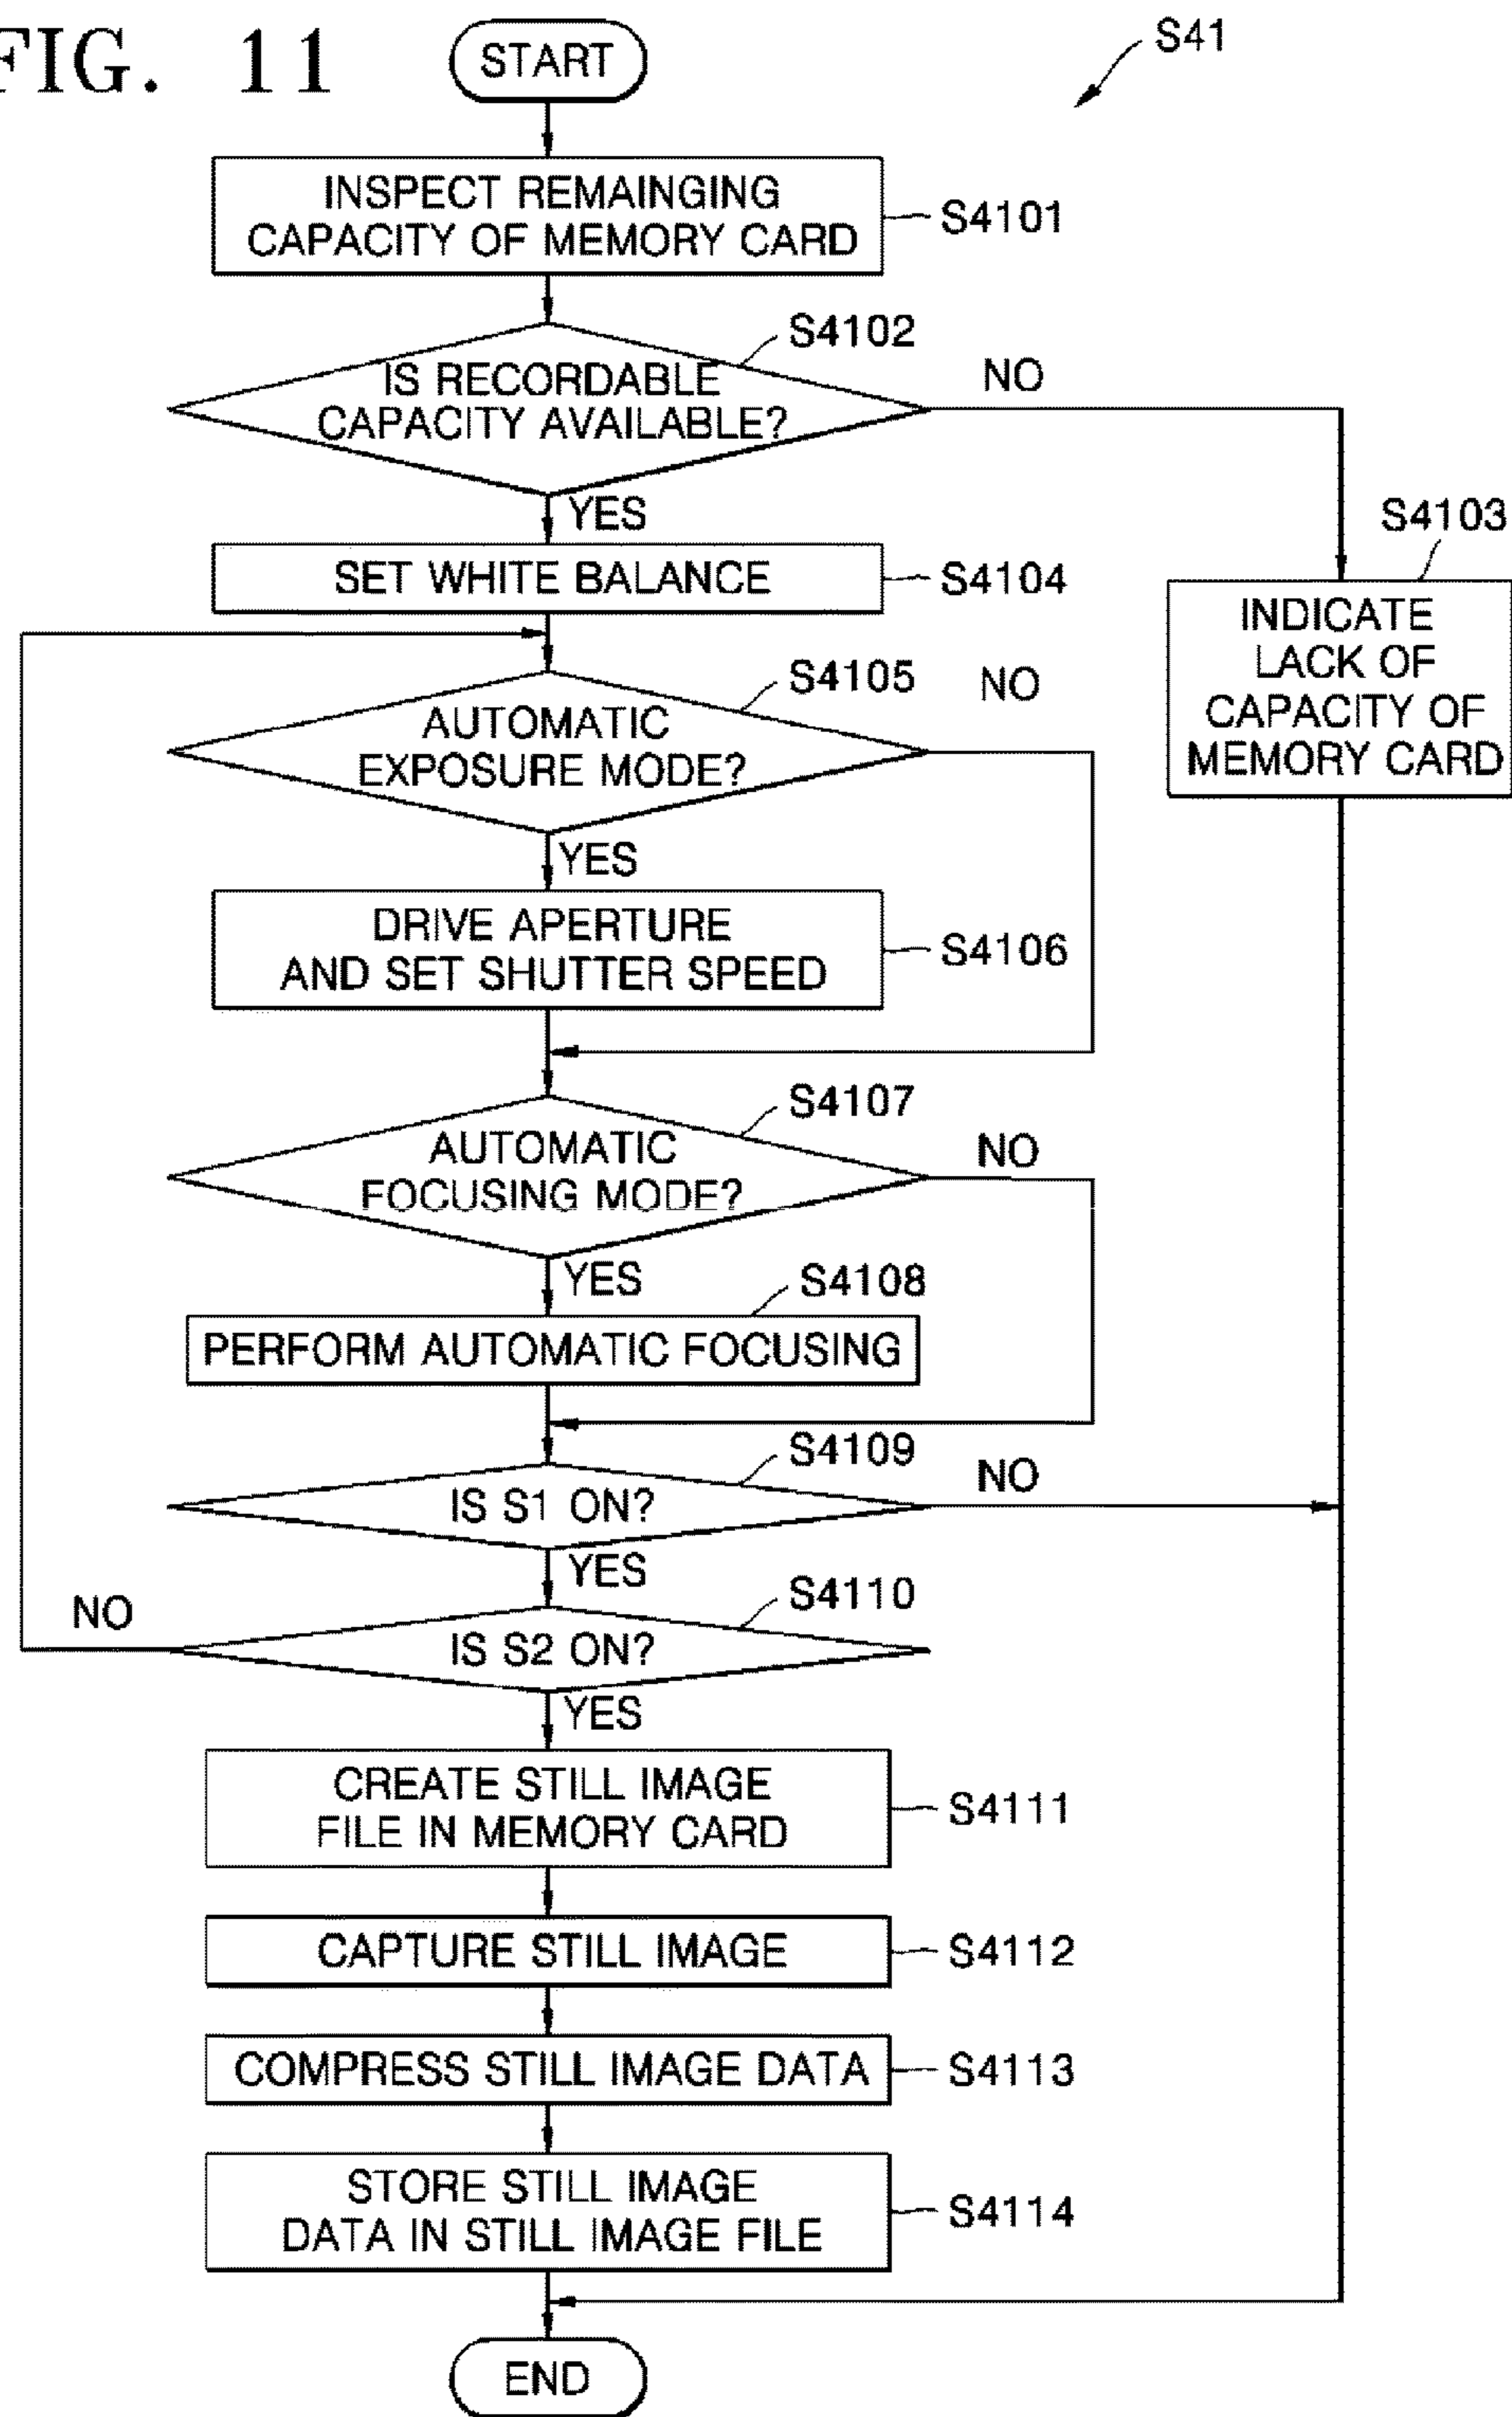 FIG. 11
START
S41
INSPECT REMAINGING
CAPACITY OF MEMORY CARD
S4101
S4102
IS RECORDABLE
CAPACITY AVAILABLE?
NO
YES
S4103
SET WHITE BALANCE
S4104
INDICATE
LACK OF
CAPACITY OF
MEMORY CARD
S4105
NO
AUTOMATIC
EXPOSURE MODE?
YES
DRIVE APERTURE
AND SET SHUTTER SPEED
S4106
S4107
AUTOMATIC
FOCUSING MODE?
NO
YES
S4108
PERFORM AUTOMATIC FOCUSING
S4109
IS S1 ON?
NO
YES
S4110
NO
IS S2 ON?
YES
CREATE STILL IMAGE
FILE IN MEMORY CARD
S4111
CAPTURE STILL IMAGE
S4112
COMPRESS STILL IMAGE DATA
S4113
STORE STILL IMAGE
DATA IN STILL IMAGE FILE
S4114
END